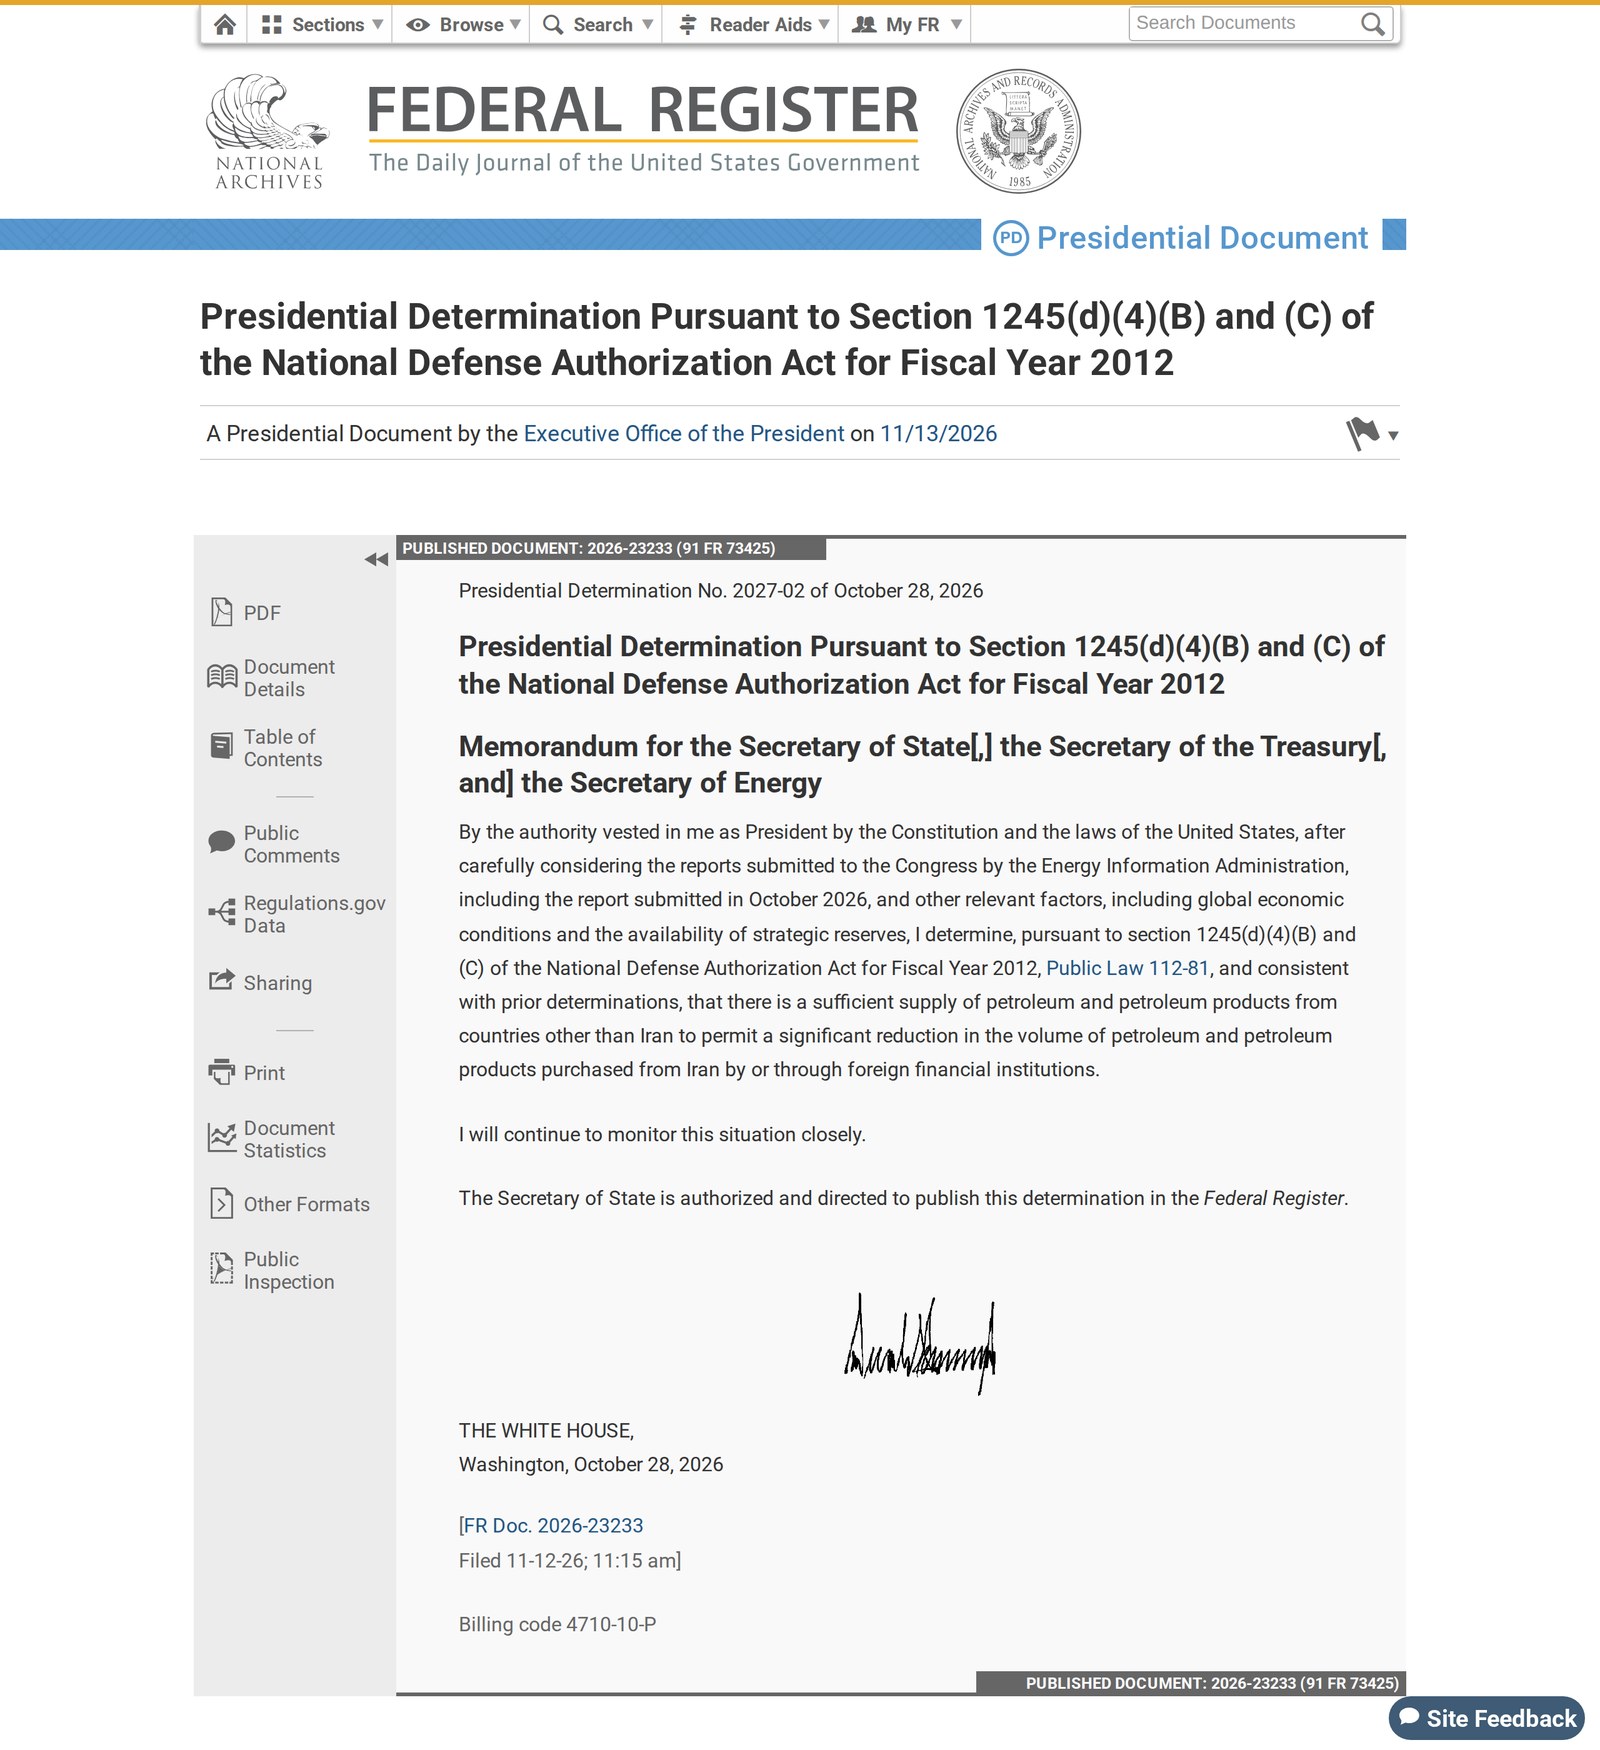 Sections
Browse
Search
Reader Aids
My FR
Search Documents
NATIONAL
ARCHIVES
FEDERAL REGISTER
The Daily Journal of the United States Government
NATIONAL ARCHIVES AND RECORDS ADMINISTRATION
LITTERA
SCRIPTA
MANET
1985
PD Presidential Document
Presidential Determination Pursuant to Section 1245(d)(4)(B) and (C) of
the National Defense Authorization Act for Fiscal Year 2012
A Presidential Document by the Executive Office of the President on 11/13/2026
PUBLISHED DOCUMENT: 2026-23233 (91 FR 73425)
PDF
Document
Details
Table of
Contents
Public
Comments
Regulations.gov
Data
Sharing
Print
Document
Statistics
Other Formats
Public
Inspection
Presidential Determination No. 2027-02 of October 28, 2026
Presidential Determination Pursuant to Section 1245(d)(4)(B) and (C) of
the National Defense Authorization Act for Fiscal Year 2012
Memorandum for the Secretary of State[,] the Secretary of the Treasury[,
and] the Secretary of Energy
By the authority vested in me as President by the Constitution and the laws of the United States, after
carefully considering the reports submitted to the Congress by the Energy Information Administration,
including the report submitted in October 2026, and other relevant factors, including global economic
conditions and the availability of strategic reserves, I determine, pursuant to section 1245(d)(4)(B) and
(C) of the National Defense Authorization Act for Fiscal Year 2012, Public Law 112-81, and consistent
with prior determinations, that there is a sufficient supply of petroleum and petroleum products from
countries other than Iran to permit a significant reduction in the volume of petroleum and petroleum
products purchased from Iran by or through foreign financial institutions.
I will continue to monitor this situation closely.
The Secretary of State is authorized and directed to publish this determination in the Federal Register.
THE WHITE HOUSE,
Washington, October 28, 2026
[FR Doc. 2026-23233
Filed 11-12-26; 11:15 am]
Billing code 4710-10-P
PUBLISHED DOCUMENT: 2026-23233 (91 FR 73425)
Site Feedback